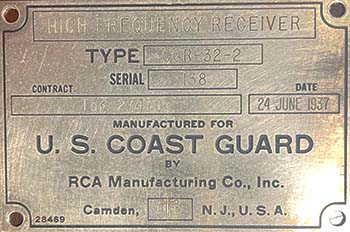 HIGH FREQUENCY RECEIVER
TYPE CGR-32-2
SERIAL 138
CONTRACT DATE
24 JUNE 1937
MANUFACTURED FOR
U. S. COAST GUARD
BY
RCA Manufacturing Co., Inc.
Camden, N.J., U.S.A.
28469